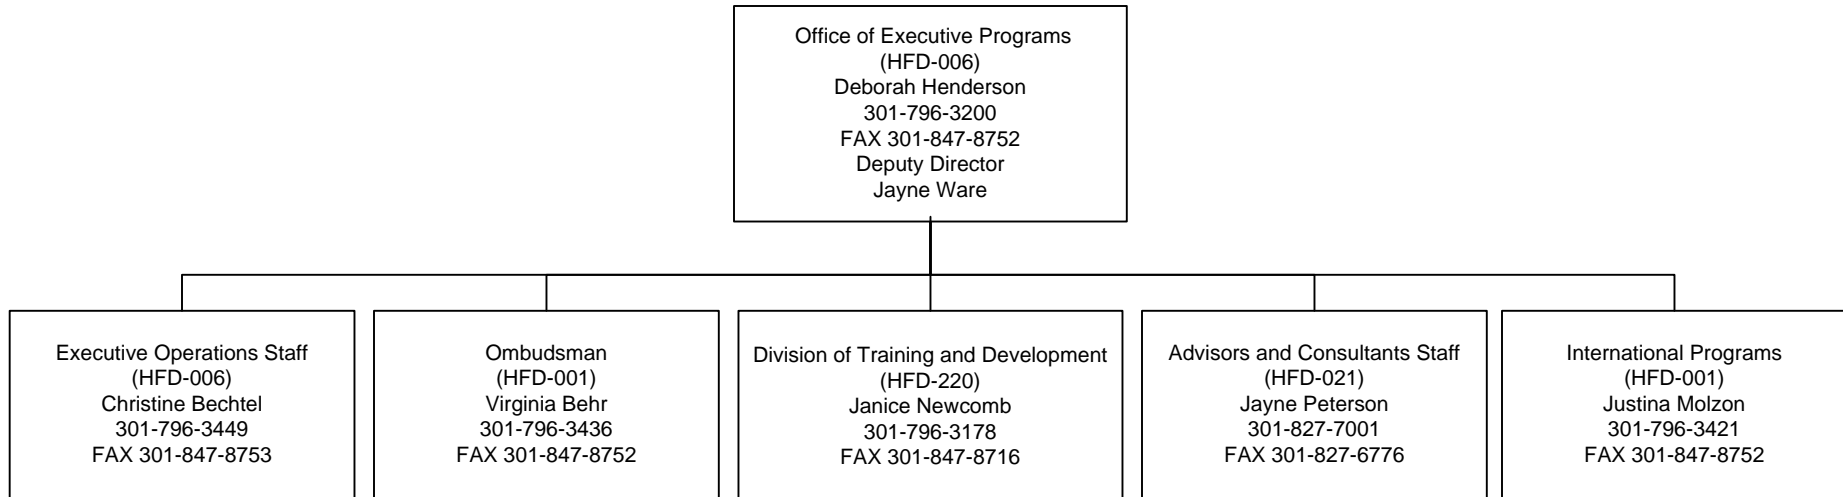 Office of Executive Programs
(HFD-006)
Deborah Henderson
301-796-3200
FAX 301-847-8752
Deputy Director
Jayne Ware
Executive Operations Staff
(HFD-006)
Christine Bechtel
301-796-3449
FAX 301-847-8753
Ombudsman
(HFD-001)
Virginia Behr
301-796-3436
FAX 301-847-8752
Division of Training and Development
(HFD-220)
Janice Newcomb
301-796-3178
FAX 301-847-8716
Advisors and Consultants Staff
(HFD-021)
Jayne Peterson
301-827-7001
FAX 301-827-6776
International Programs
(HFD-001)
Justina Molzon
301-796-3421
FAX 301-847-8752